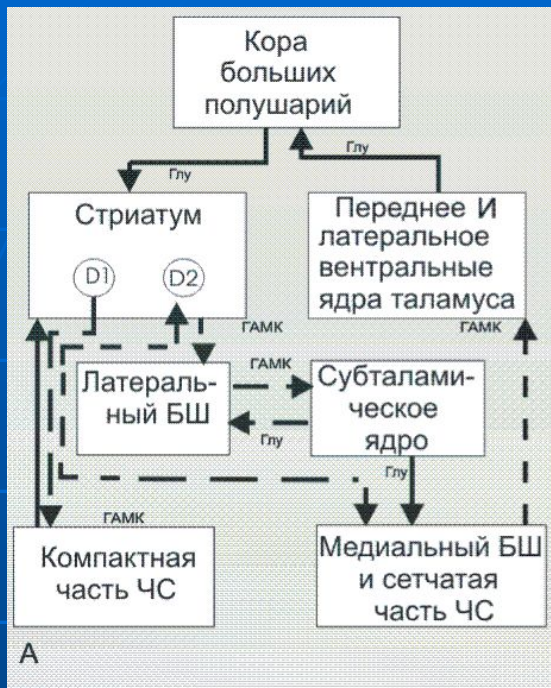 Кора
больших
полушарий
Глу
Глу
Стриатум
D1
D2
Переднее И
латеральное
вентральные
ядра таламуса
ГАМК
ГАМК
ГАМК
Латераль-
ный БШ
Субталами-
ческое
ядро
Глу
Глу
ГАМК
Компактная
часть ЧС
Медиальный БШ
и сетчатая
часть ЧС
А